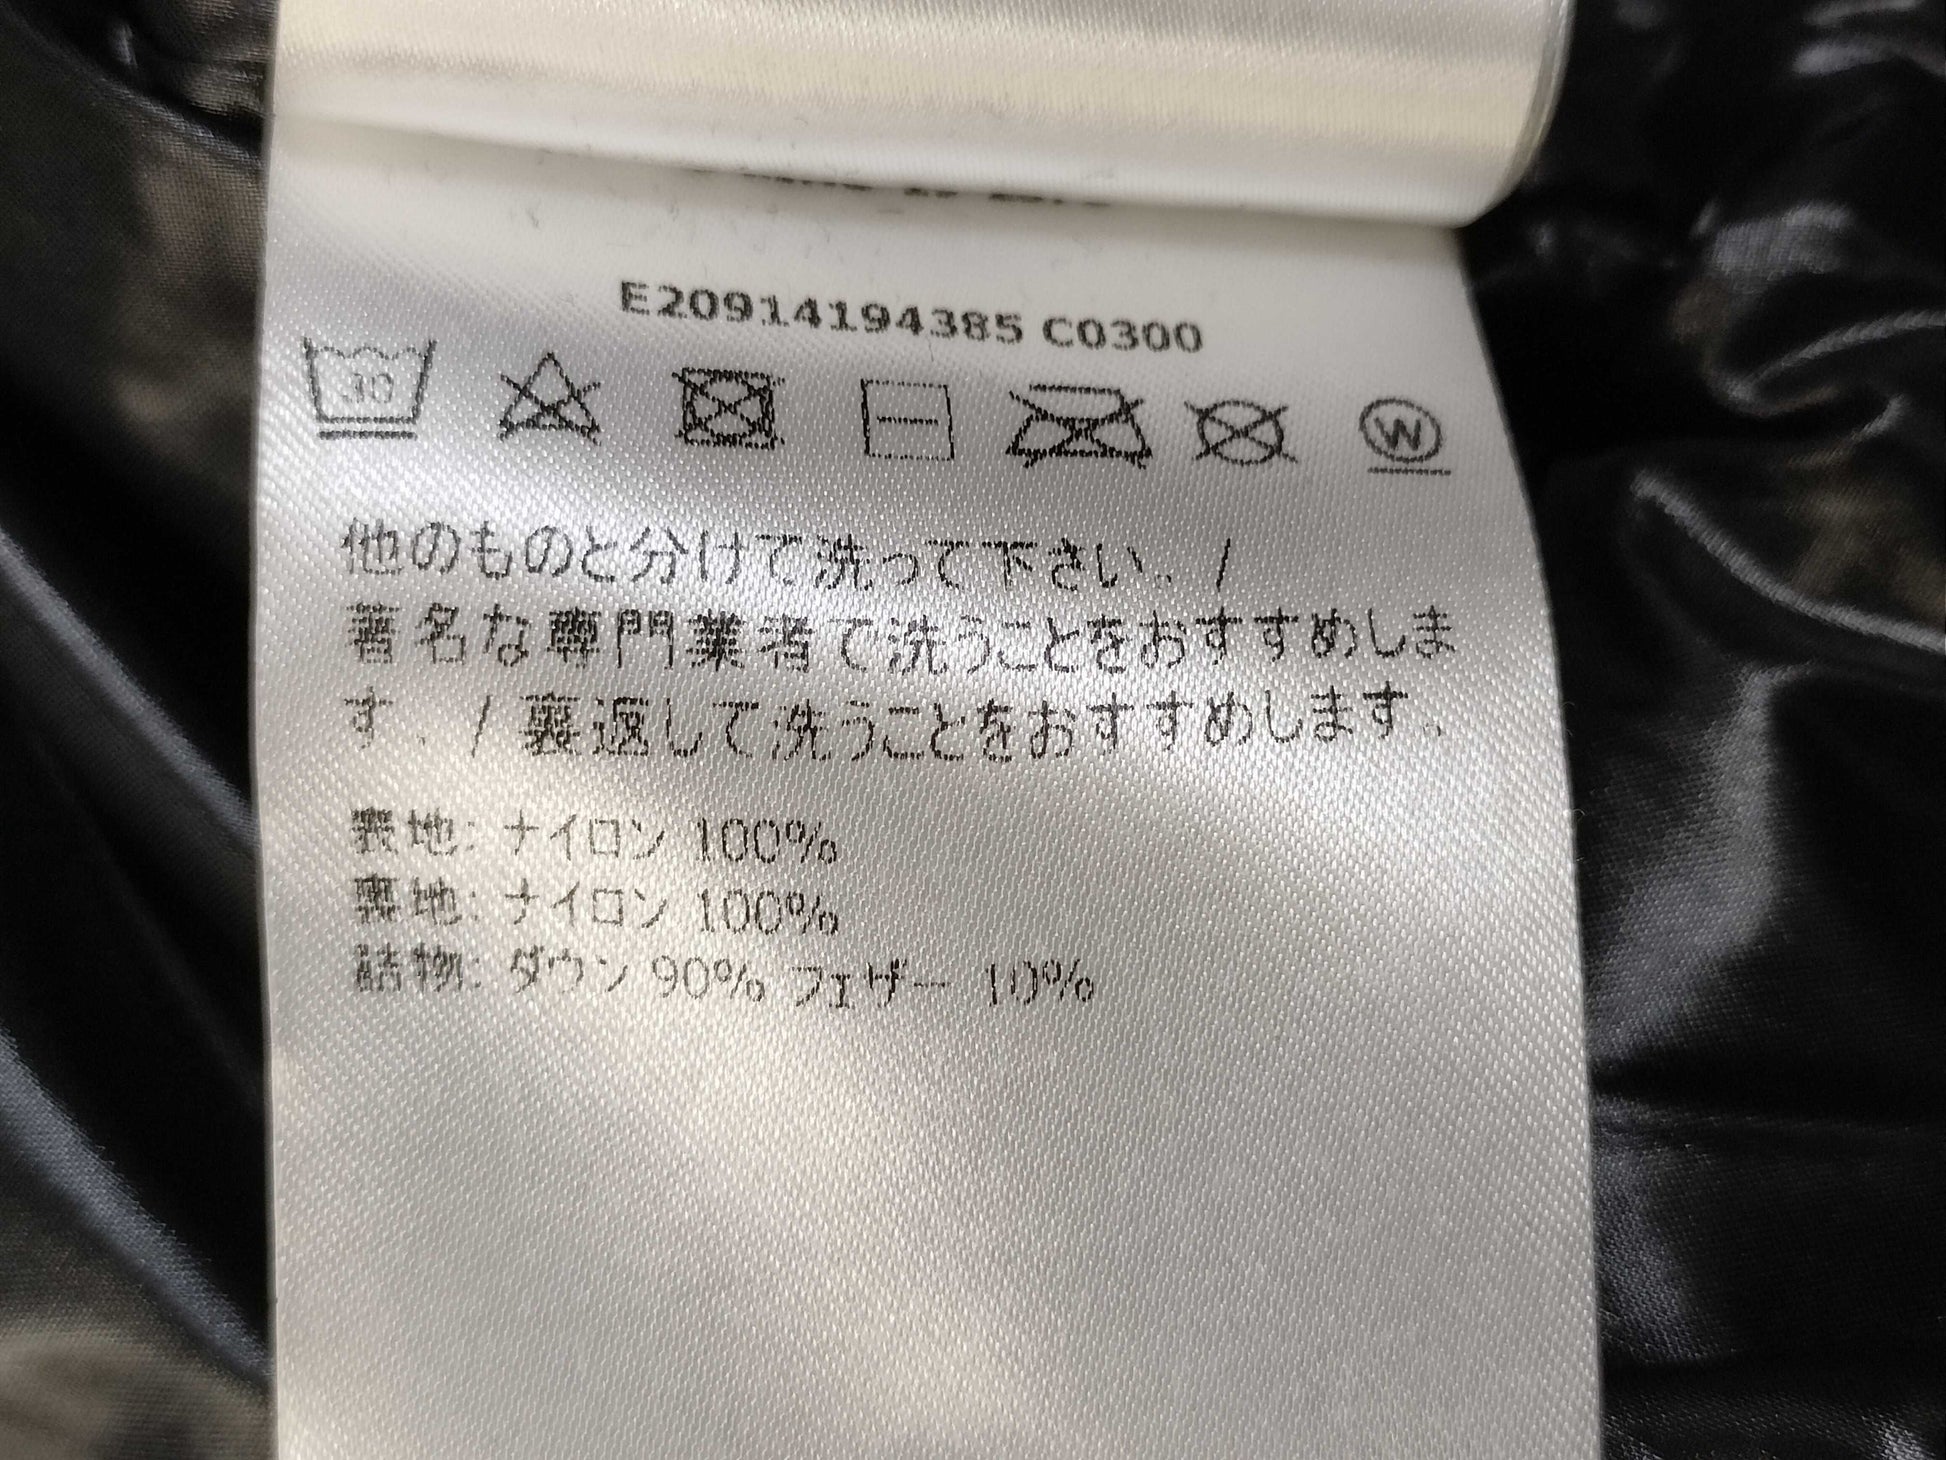 E20914194385 C0300
30
W
他のものと分けて洗って下さい。/
著名な専門業者で洗うことをおすすめしま
す。/ 裏返して洗うことをおすすめします。
表地: ナイロン 100%
裏地: ナイロン 100%
詰物: ダウン 90% フェザー 10%